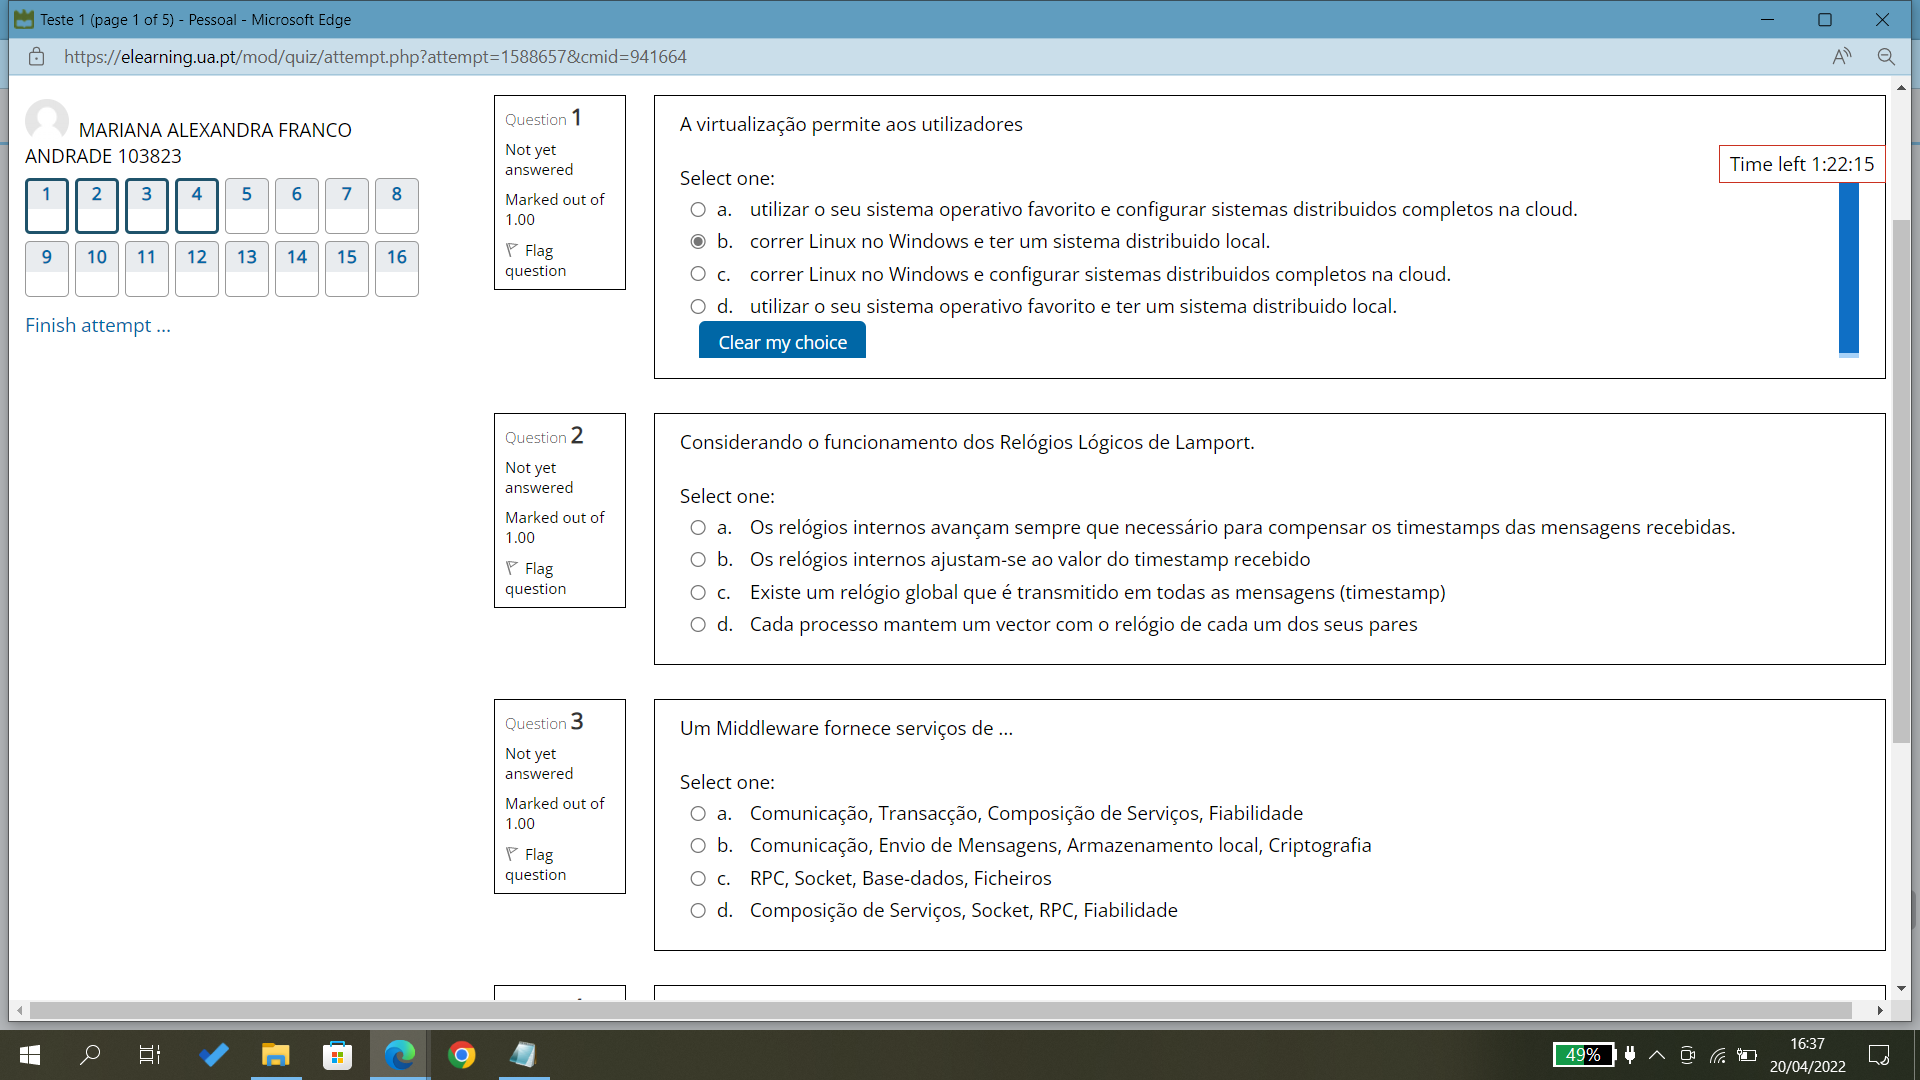 Teste 1 (page 1 of 5) - Pessoal - Microsoft Edge
https://elearning.ua.pt/mod/quiz/attempt.php?attempt=1588657&cmid=941664
MARIANA ALEXANDRA FRANCO
ANDRADE 103823
1 2 3 4 5 6 7 8
9 10 11 12 13 14 15 16
Finish attempt ...
Time left 1:22:15
Question 1
Not yet
answered
Marked out of
1.00
Flag
question
A virtualização permite aos utilizadores
Select one:
a. utilizar o seu sistema operativo favorito e configurar sistemas distribuidos completos na cloud.
b. correr Linux no Windows e ter um sistema distribuido local.
c. correr Linux no Windows e configurar sistemas distribuidos completos na cloud.
d. utilizar o seu sistema operativo favorito e ter um sistema distribuido local.
Clear my choice
Question 2
Not yet
answered
Marked out of
1.00
Flag
question
Considerando o funcionamento dos Relógios Lógicos de Lamport.
Select one:
a. Os relógios internos avançam sempre que necessário para compensar os timestamps das mensagens recebidas.
b. Os relógios internos ajustam-se ao valor do timestamp recebido
c. Existe um relógio global que é transmitido em todas as mensagens (timestamp)
d. Cada processo mantem um vector com o relógio de cada um dos seus pares
Question 3
Not yet
answered
Marked out of
1.00
Flag
question
Um Middleware fornece serviços de ...
Select one:
a. Comunicação, Transacção, Composição de Serviços, Fiabilidade
b. Comunicação, Envio de Mensagens, Armazenamento local, Criptografia
c. RPC, Socket, Base-dados, Ficheiros
d. Composição de Serviços, Socket, RPC, Fiabilidade
49%
16:37
20/04/2022